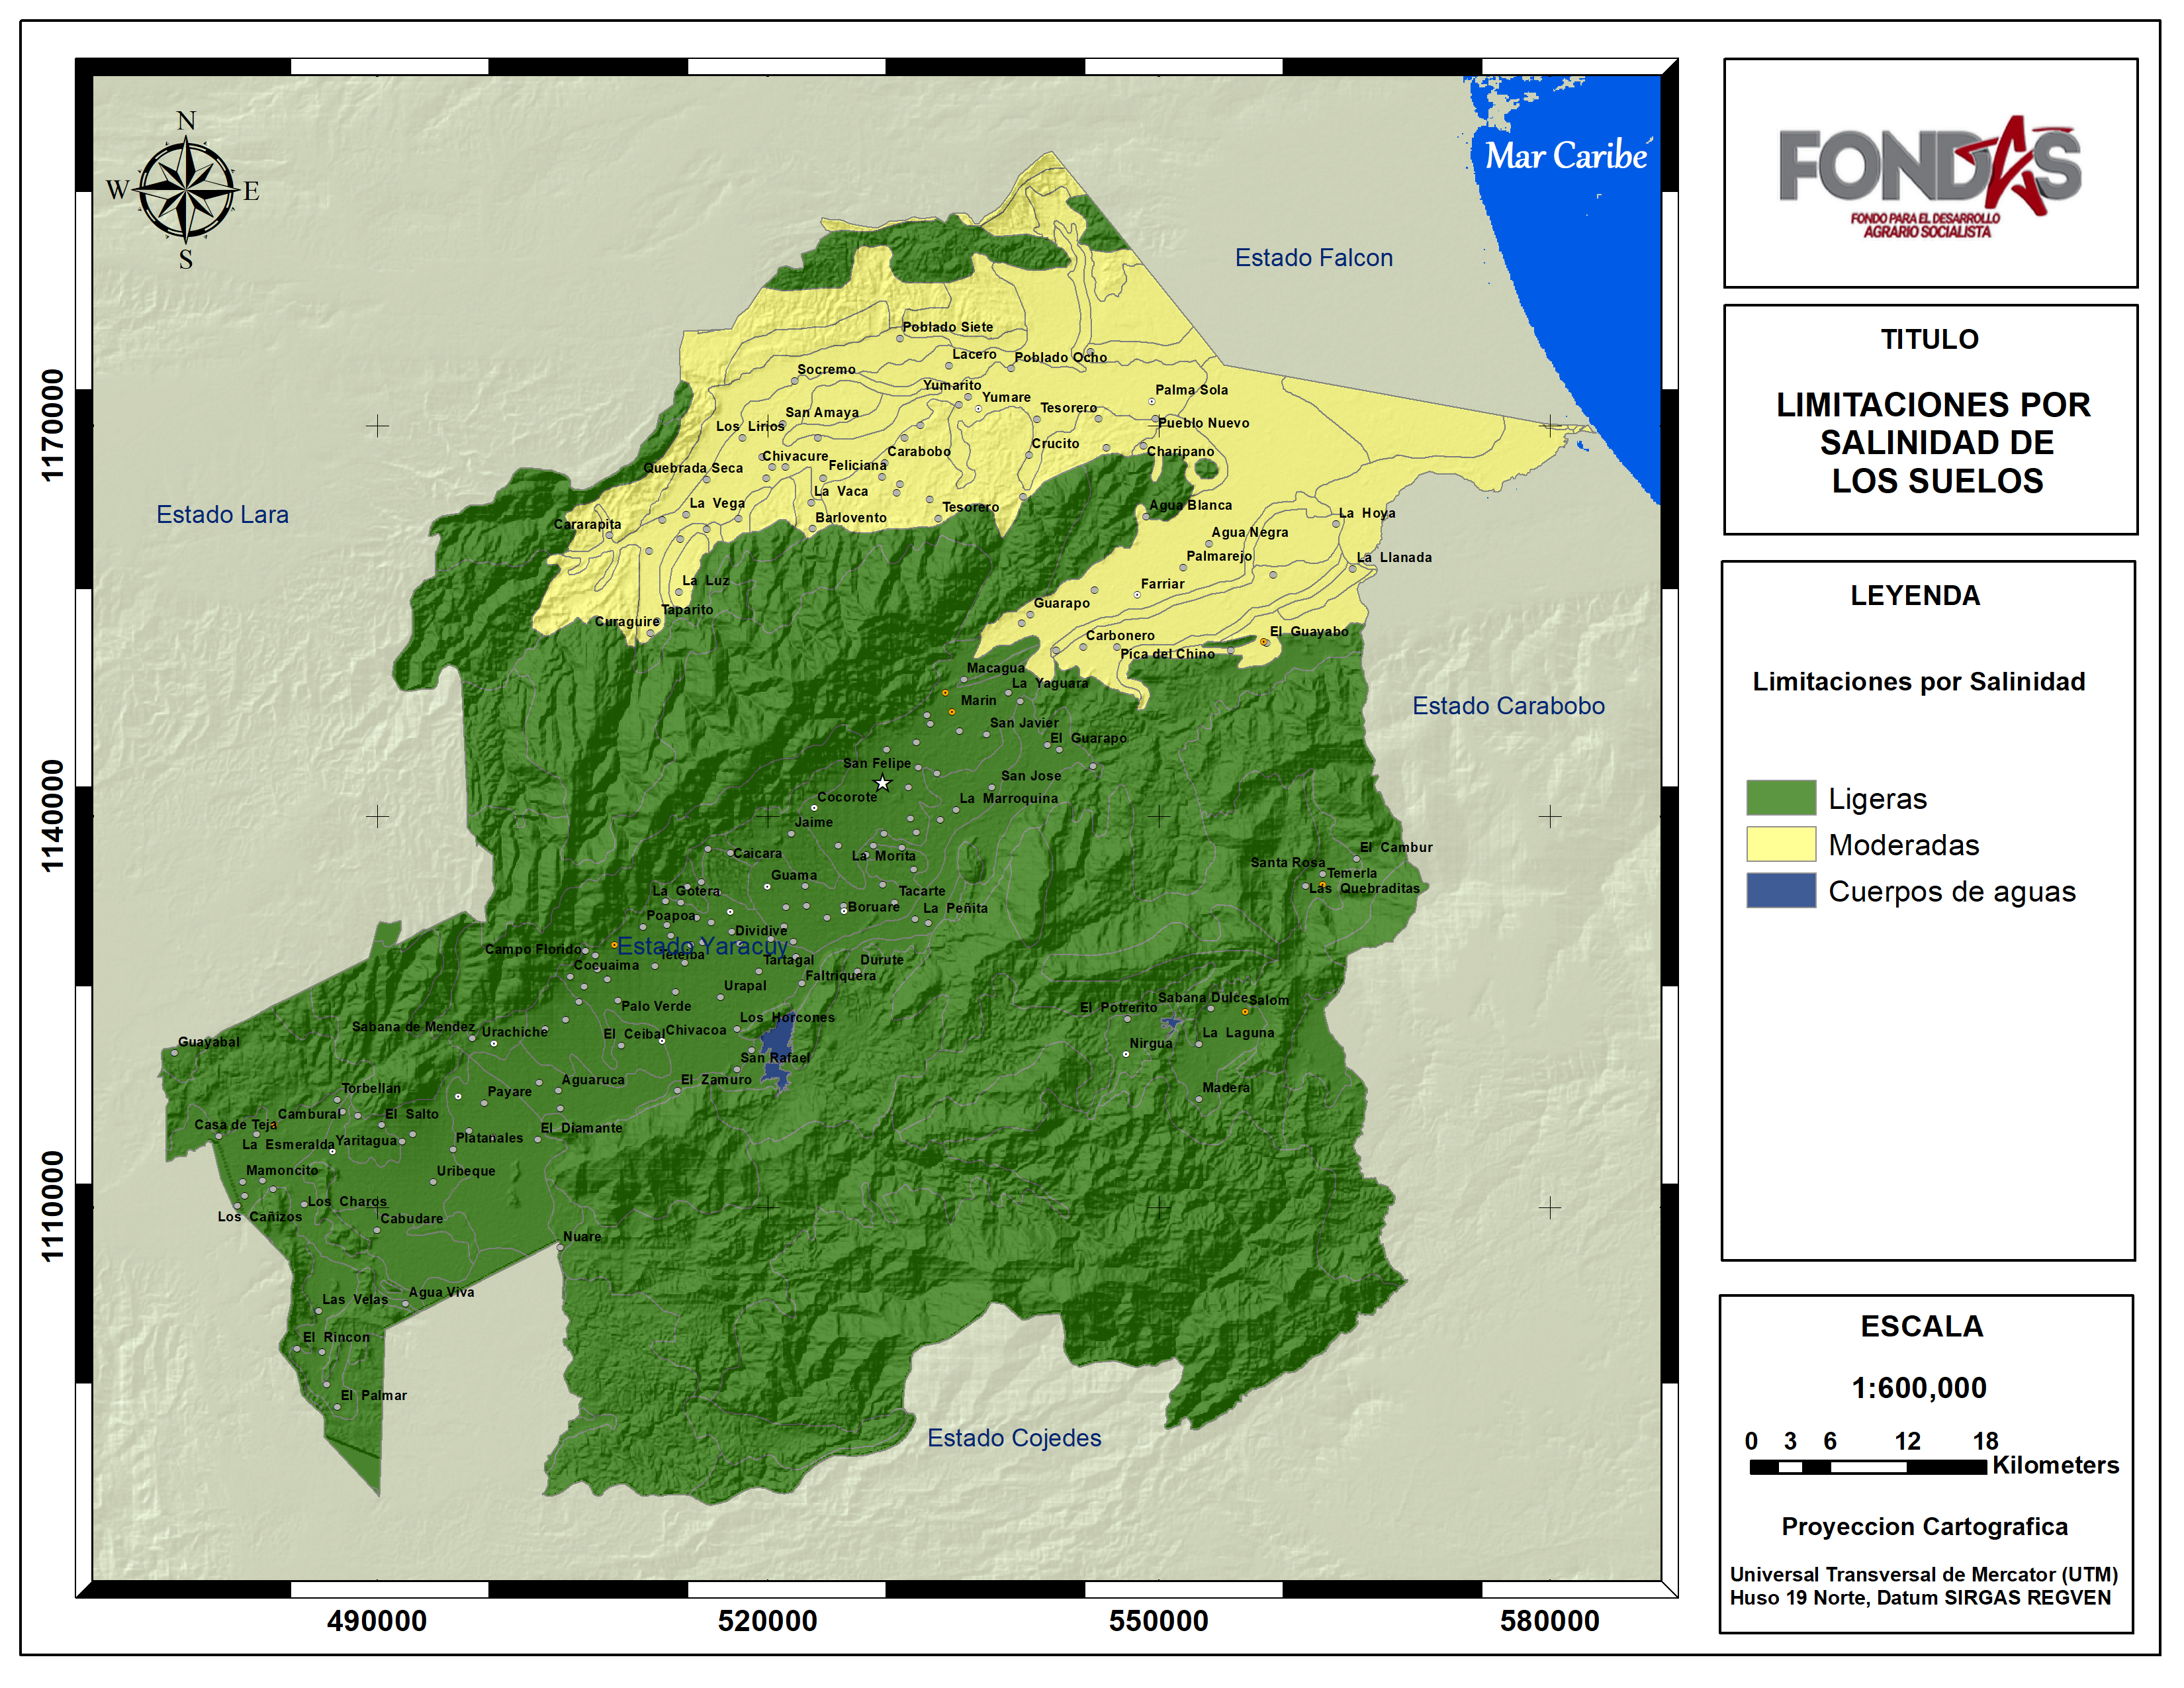 N
W
E
S
Mar Caribe
Estado Falcon
Estado Lara
Estado Carabobo
Estado Yaracuy
Estado Cojedes
Poblado Siete
Lacero
Poblado Ocho
Socremo
Yumarito
Yumare
Palma Sola
San Amaya
Tesorero
Los Lirios
Pueblo Nuevo
Crucito
Carabobo
Charipano
Chivacure
Feliciana
Quebrada Seca
La Vaca
La Vega
Tesorero
Agua Blanca
Barlovento
La Hoya
Cararapita
Agua Negra
Palmarejo
La Llanada
La Luz
Farriar
Taparito
Guarapo
Curaguire
Carbonero
El Guayabo
Pica del Chino
Macagua
La Yaguara
Marin
San Javier
El Guarapo
San Felipe
San Jose
Cocorote
La Marroquina
Jaime
Caicara
La Morita
El Cambur
Santa Rosa
Temerla
Guama
Las Quebraditas
La Gotera
Tacarte
Boruare
La Peñita
Poapoa
Dividive
Campo Florido
Teteiba
Tartagal
Durute
Cocuaima
Faltriquera
Urapal
Palo Verde
El Potrerito
Sabana Dulce
Salom
Los Horcones
Sabana de Mendez
Urachiche
El Ceibal
Chivacoa
La Laguna
Guayabal
Nirgua
San Rafael
El Zamuro
Aguaruca
Torbellan
Payare
Madera
Cambural
El Salto
Casa de Teja
El Diamante
La Esmeralda
Yaritagua
Platanales
Mamoncito
Uribeque
Los Charos
Los Cañizos
Cabudare
Nuare
Agua Viva
Las Velas
El Rincon
El Palmar
1170000
1140000
1110000
490000
520000
550000
580000
FONDAS
FONDO PARA EL DESARROLLO
AGRARIO SOCIALISTA
TITULO
LIMITACIONES POR
SALINIDAD DE
LOS SUELOS
LEYENDA
Limitaciones por Salinidad
Ligeras
Moderadas
Cuerpos de aguas
ESCALA
1:600,000
0 3 6 12 18
Kilometers
Proyeccion Cartografica
Universal Transversal de Mercator (UTM)
Huso 19 Norte, Datum SIRGAS REGVEN